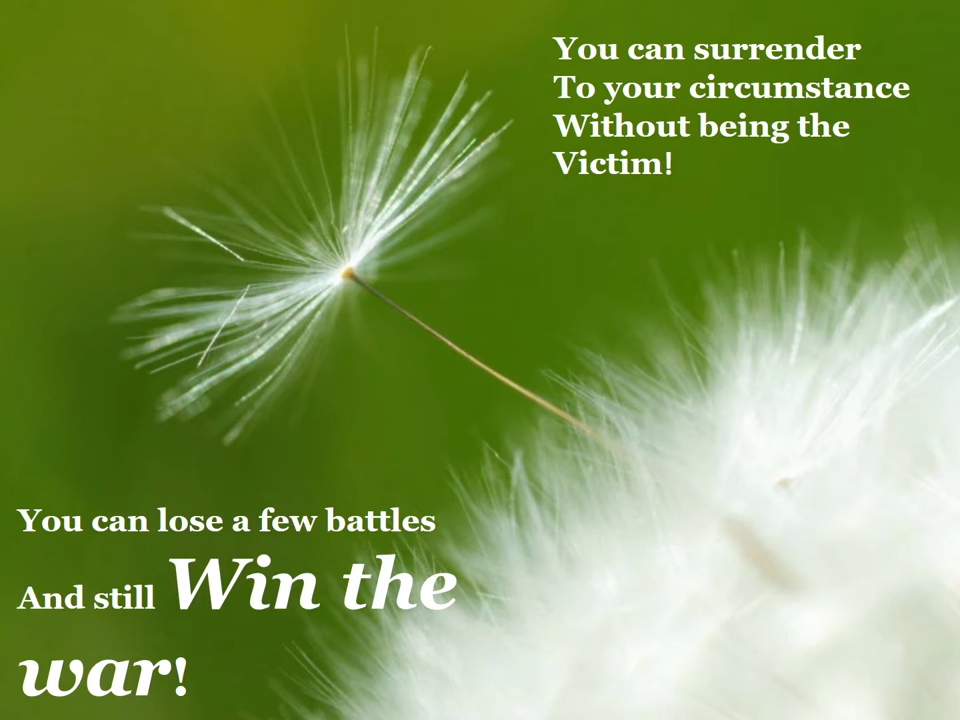 You can surrender
To your circumstance
Without being the
Victim!
You can lose a few battles
And still Win the
war!